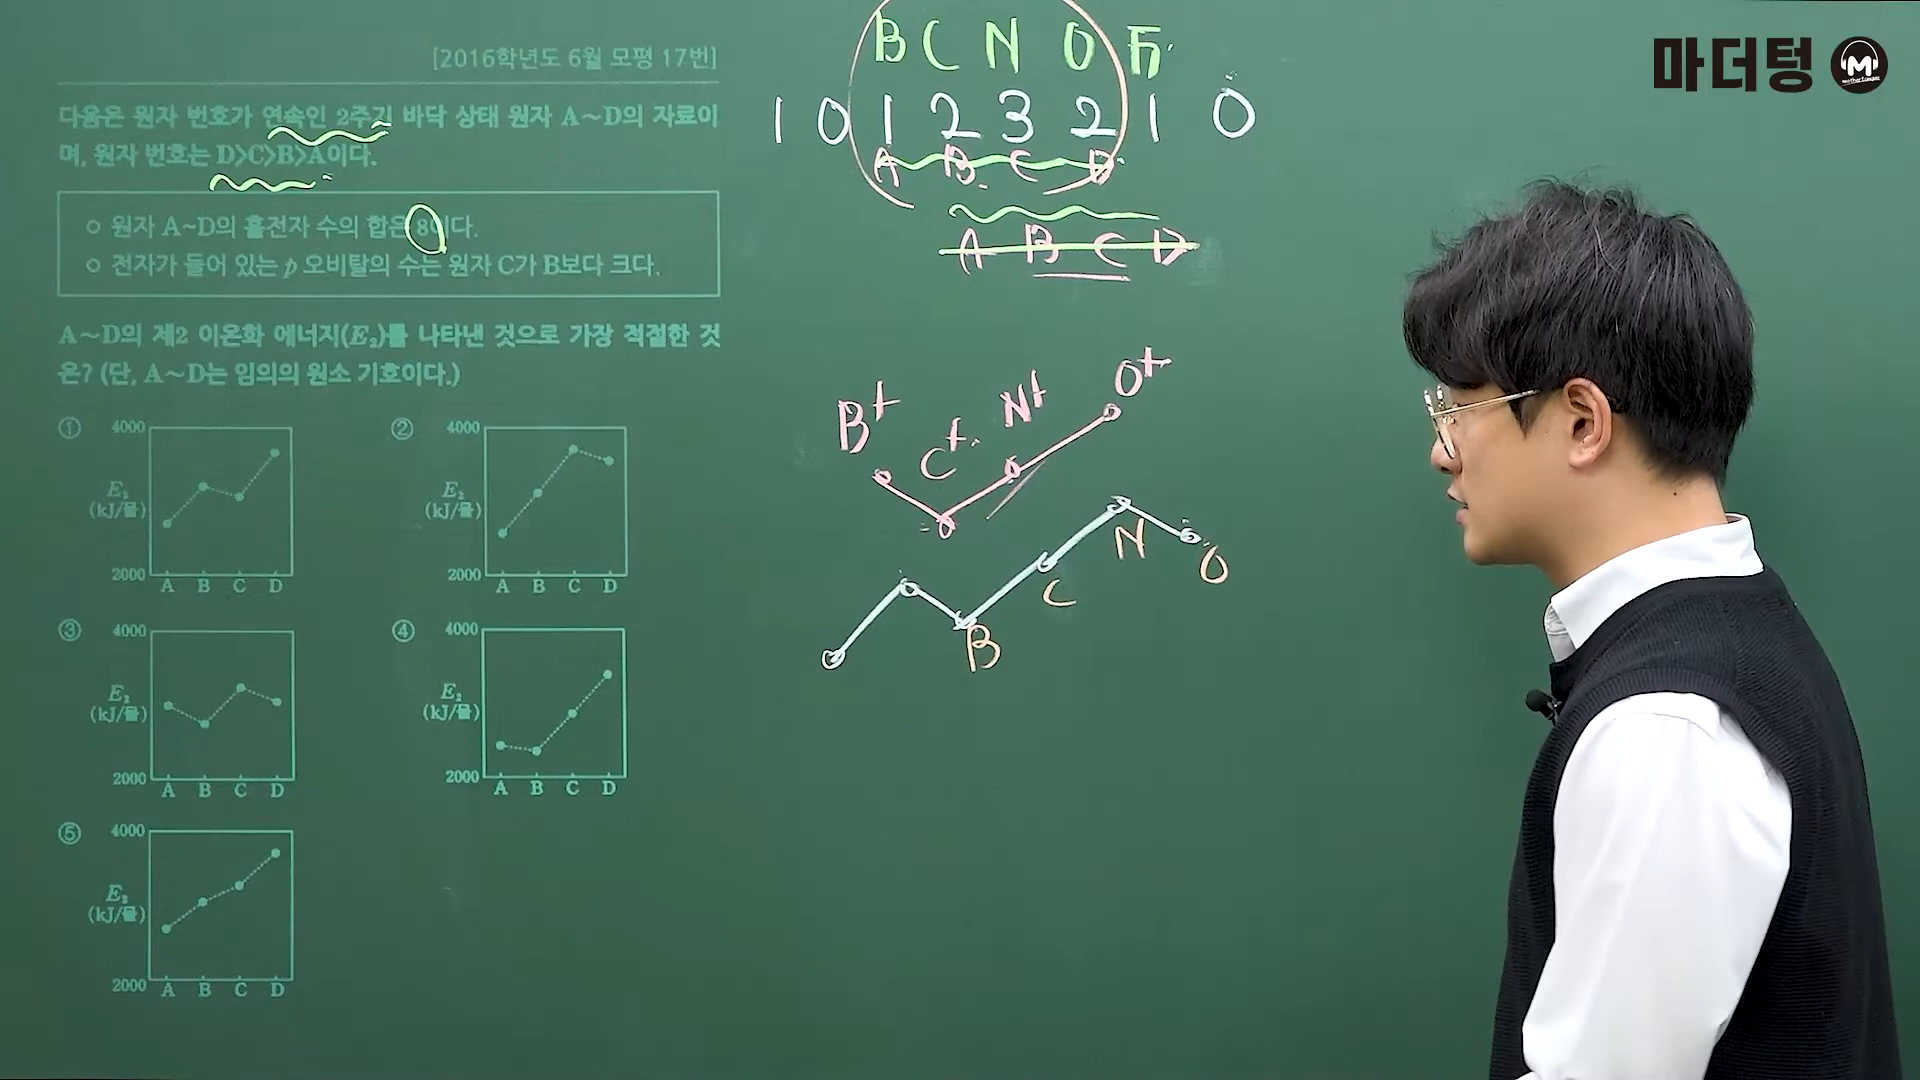 [2016학년도 6월 모평 17번]
다음은 원자 번호가 연속인 2주기 바닥 상태 원자 A~D의 자료이
며, 원자 번호는 D>C>B>A이다.
○ 원자 A~D의 홀전자 수의 합은 8이다.
○ 전자가 들어 있는 p 오비탈의 수는 원자 C가 B보다 크다.
A~D의 제2 이온화 에너지(E₂)를 나타낸 것으로 가장 적절한 것
은? (단, A~D는 임의의 원소 기호이다.)
① 4000 E₂ (kJ/몰) 2000 A B C D
② 4000 E₂ (kJ/몰) 2000 A B C D
③ 4000 E₂ (kJ/몰) 2000 A B C D
④ 4000 E₂ (kJ/몰) 2000 A B C D
⑤ 4000 E₂ (kJ/몰) 2000 A B C D
B C N O F
1 0 1 2 3 2 1 0
A B C D
A B C D
B⁺ C⁺ N⁺ O⁺
B C N O
마더텅
M